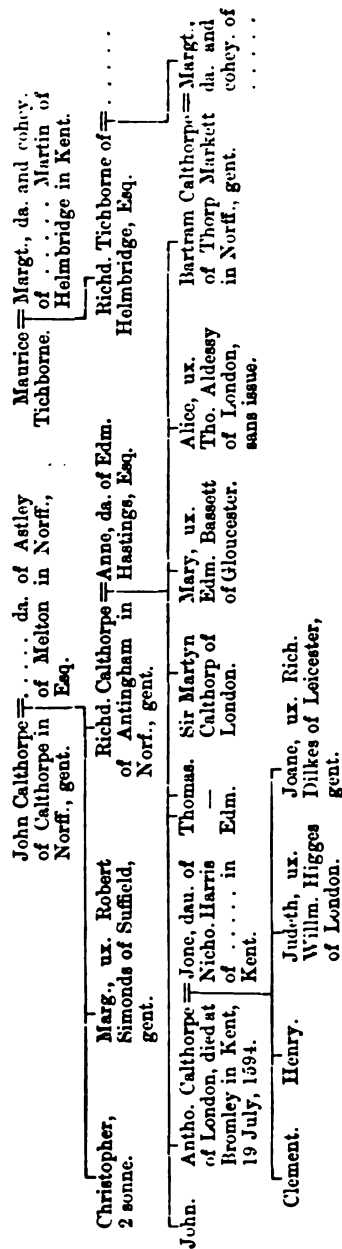 John Calthorpe = ..... da. of Astley
of Calthorpe in of Melton in Norff.,
Norff., gent. Esq.
Maurice = Margt., da. and cohey.
Tichborne. of ...... Martin of
Helmbridge in Kent.
Christopher,
2 sonne.
Marg., ux. Robert
Simonds of Suffield,
gent.
Richd. Calthorpe = Anne, da. of Edm.
of Antingham in Hastings, Esq.
Norf., gent.
Richd. Tichborne of = ......
Helmbridge, Esq.
John.
Antho. Calthorpe = Jone, dau. of
of London, died at Nicho. Harris
Bromley in Kent, of ...... in
19 July, 1594. Kent.
Thomas.
—
Edm.
Sir Martyn
Calthorp of
London.
Mary, ux.
Edm. Bassett
of Gloucester.
Alice, ux.
Tho. Aldessy
of London,
sans issue.
Bartram Calthorpe = Margt.,
of Thorp Markett da. and
in Norff., gent. cohey. of
......
Clement.
Henry.
Judeth, ux.
Willm. Higges
of London.
Joane, ux. Rich.
Dilkes of Leicester,
gent.